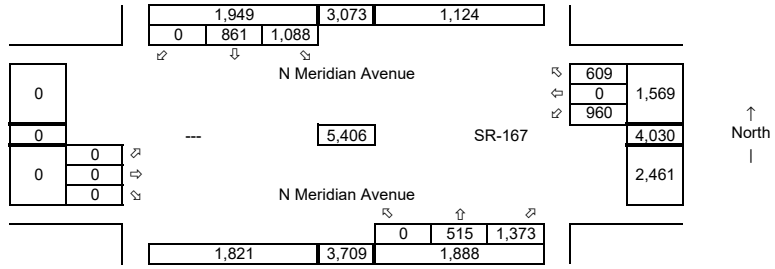 1,949 3,073 1,124
0 861 1,088
⬃ ⇩ ⬂
N Meridian Avenue
⬁ 609
0 ⇦ 0 1,569
⬃ 960
↑
0 --- 5,406 SR-167 4,030 North
|
0 ⬀
0 0 ⇨ 2,461
0 ⬂
N Meridian Avenue
⬁ ⇧ ⬀
0 515 1,373
1,821 3,709 1,888